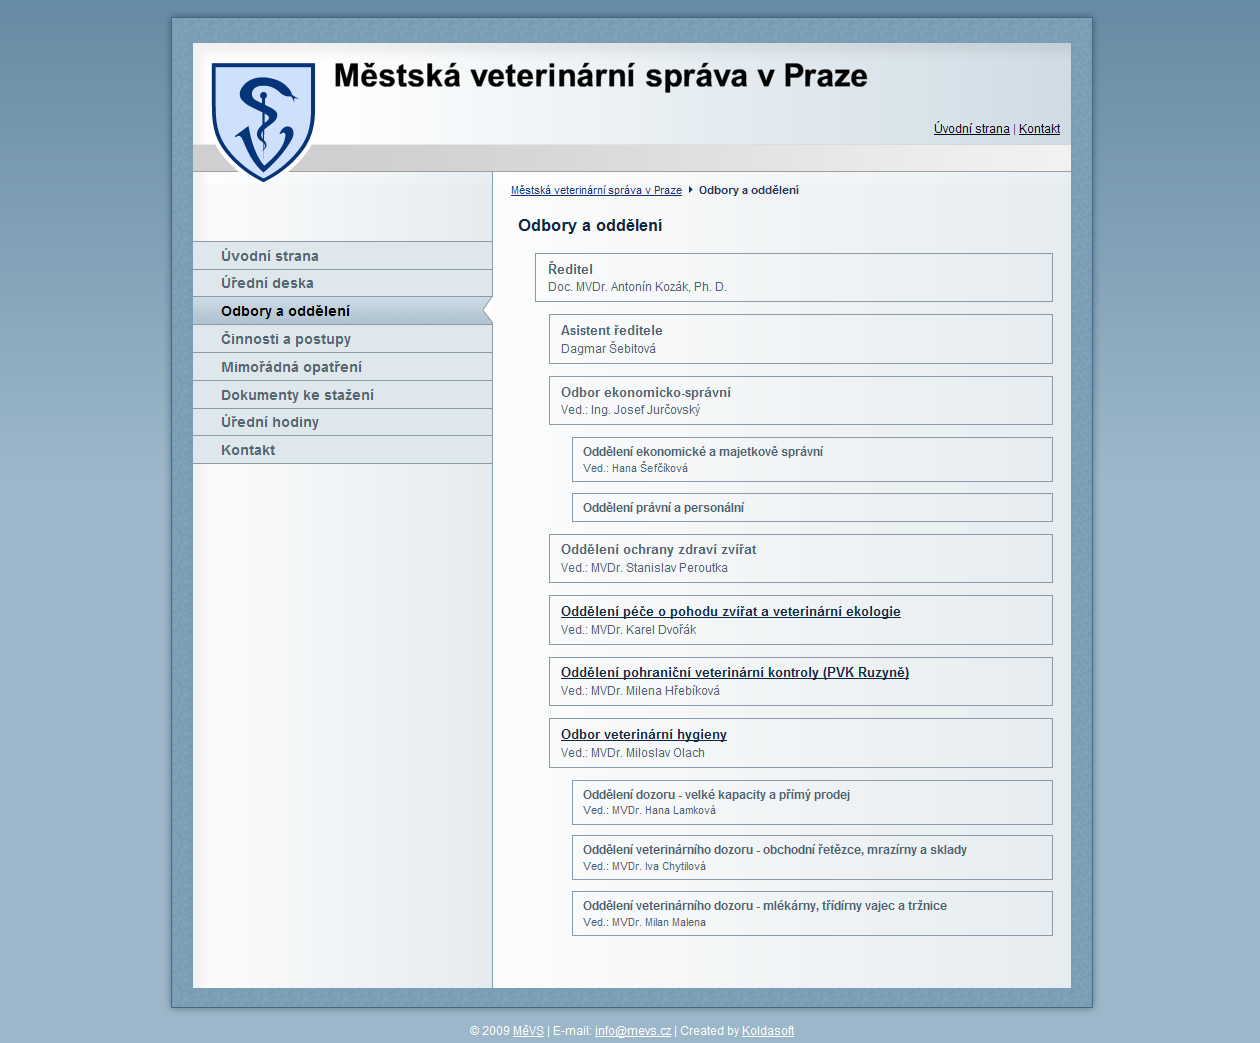 Městská veterinární správa v Praze
Úvodní strana | Kontakt
Městská veterinární správa v Praze Odbory a oddělení
Odbory a oddělení
Úvodní strana
Úřední deska
Odbory a oddělení
Činnosti a postupy
Mimořádná opatření
Dokumenty ke stažení
Úřední hodiny
Kontakt
Ředitel
Doc. MVDr. Antonín Kozák, Ph. D.
Asistent ředitele
Dagmar Šebitová
Odbor ekonomicko-správní
Ved.: Ing. Josef Jurčovský
Oddělení ekonomické a majetkově správní
Ved.: Hana Šefčíková
Oddělení právní a personální
Oddělení ochrany zdraví zvířat
Ved.: MVDr. Stanislav Peroutka
Oddělení péče o pohodu zvířat a veterinární ekologie
Ved.: MVDr. Karel Dvořák
Oddělení pohraniční veterinární kontroly (PVK Ruzyně)
Ved.: MVDr. Milena Hřebíková
Odbor veterinární hygieny
Ved.: MVDr. Miloslav Olach
Oddělení dozoru - velké kapacity a přímý prodej
Ved.: MVDr. Hana Lamková
Oddělení veterinárního dozoru - obchodní řetězce, mrazírny a sklady
Ved.: MVDr. Iva Chytilová
Oddělení veterinárního dozoru - mlékárny, třídírny vajec a tržnice
Ved.: MVDr. Milan Malena
© 2009 MěVS | E-mail: info@mevs.cz | Created by Koldasoft